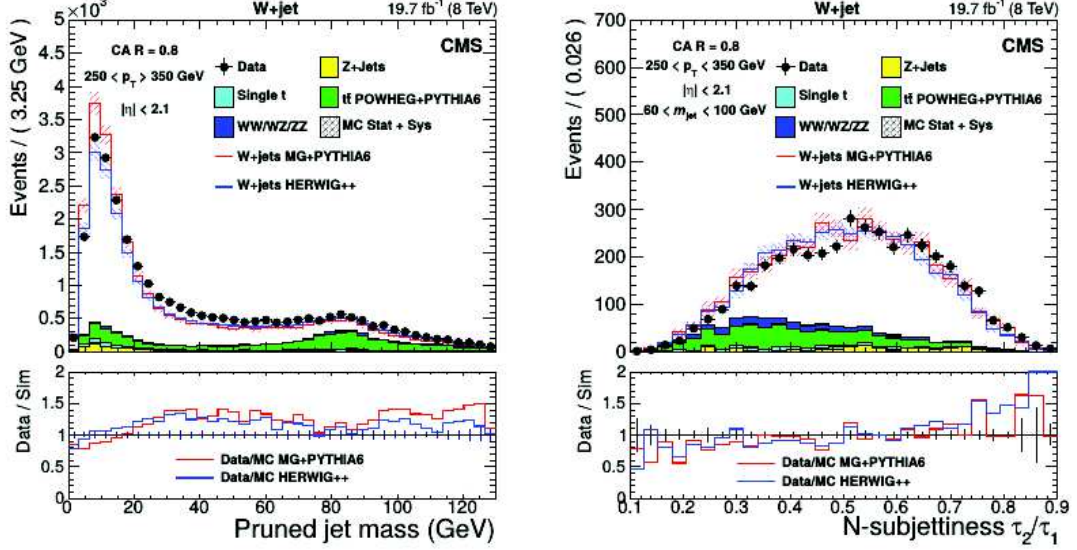 W+jet 19.7 fb⁻¹ (8 TeV)
×10³
CMS
CA R = 0.8
250 < p_T > 350 GeV
|η| < 2.1
Data
Z+Jets
Single t
tt̄ POWHEG+PYTHIA6
WW/WZ/ZZ
MC Stat + Sys
W+jets MG+PYTHIA6
W+jets HERWIG++
Events / ( 3.25 GeV)
5
4.5
4
3.5
3
2.5
2
1.5
1
0.5
0
Data / Sim
2
1.5
1
0.5
0
Data/MC MG+PYTHIA6
Data/MC HERWIG++
0 20 40 60 80 100 120
Pruned jet mass (GeV)
W+jet 19.7 fb⁻¹ (8 TeV)
CMS
CA R = 0.8
250 < p_T < 350 GeV
|η| < 2.1
60 < m_jet < 100 GeV
Data
Z+Jets
Single t
tt̄ POWHEG+PYTHIA6
WW/WZ/ZZ
MC Stat + Sys
W+jets MG+PYTHIA6
W+jets HERWIG++
Events / ( 0.026)
700
600
500
400
300
200
100
0
Data / Sim
2
1.5
1
0.5
0
Data/MC MG+PYTHIA6
Data/MC HERWIG++
0.1 0.2 0.3 0.4 0.5 0.6 0.7 0.8 0.9
N-subjettiness τ₂/τ₁